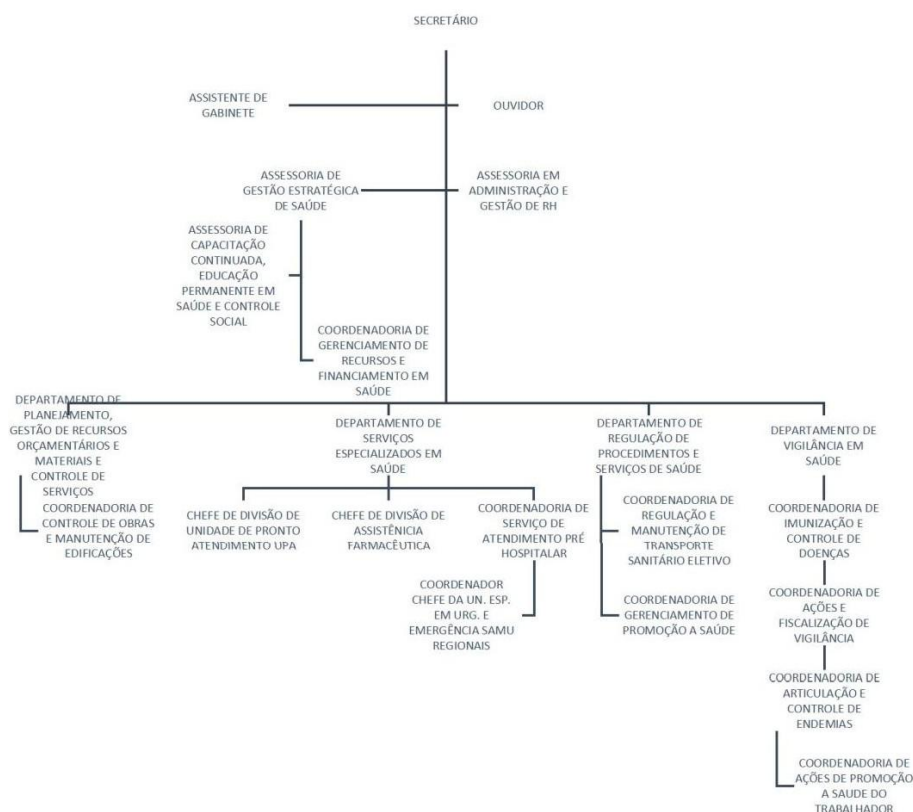 SECRETÁRIO
ASSISTENTE DE
GABINETE
OUVIDOR
ASSESSORIA DE
GESTÃO ESTRATÉGICA
DE SAÚDE
ASSESSORIA EM
ADMINISTRAÇÃO E
GESTÃO DE RH
ASSESSORIA DE
CAPACITAÇÃO
CONTINUADA,
EDUCAÇÃO
PERMANENTE EM
SAÚDE E CONTROLE
SOCIAL
COORDENADORIA DE
GERENCIAMENTO DE
RECURSOS E
FINANCIAMENTO EM
SAÚDE
DEPARTAMENTO DE
PLANEJAMENTO,
GESTÃO DE RECURSOS
ORÇAMENTÁRIOS E
MATERIAIS E
CONTROLE DE
SERVIÇOS
COORDENADORIA DE
CONTROLE DE OBRAS
E MANUTENÇÃO DE
EDIFICAÇÕES
DEPARTAMENTO DE
SERVIÇOS
ESPECIALIZADOS EM
SAÚDE
CHEFE DE DIVISÃO DE
UNIDADE DE PRONTO
ATENDIMENTO UPA
CHEFE DE DIVISÃO DE
ASSISTÊNCIA
FARMACÊUTICA
COORDENADORIA DE
SERVIÇO DE
ATENDIMENTO PRÉ
HOSPITALAR
COORDENADOR
CHEFE DA UN. ESP.
EM URG. E
EMERGÊNCIA SAMU
REGIONAIS
DEPARTAMENTO DE
REGULAÇÃO DE
PROCEDIMENTOS E
SERVIÇOS DE SAÚDE
COORDENADORIA DE
REGULAÇÃO E
MANUTENÇÃO DE
TRANSPORTE
SANITÁRIO ELETIVO
COORDENADORIA DE
GERENCIAMENTO DE
PROMOÇÃO A SAÚDE
DEPARTAMENTO DE
VIGILÂNCIA EM
SAÚDE
COORDENADORIA DE
IMUNIZAÇÃO E
CONTROLE DE
DOENÇAS
COORDENADORIA DE
AÇÕES E
FISCALIZAÇÃO DE
VIGILÂNCIA
COORDENADORIA DE
ARTICULAÇÃO E
CONTROLE DE
ENDEMIAS
COORDENADORIA DE
AÇÕES DE PROMOÇÃO
A SAUDE DO
TRABALHADOR